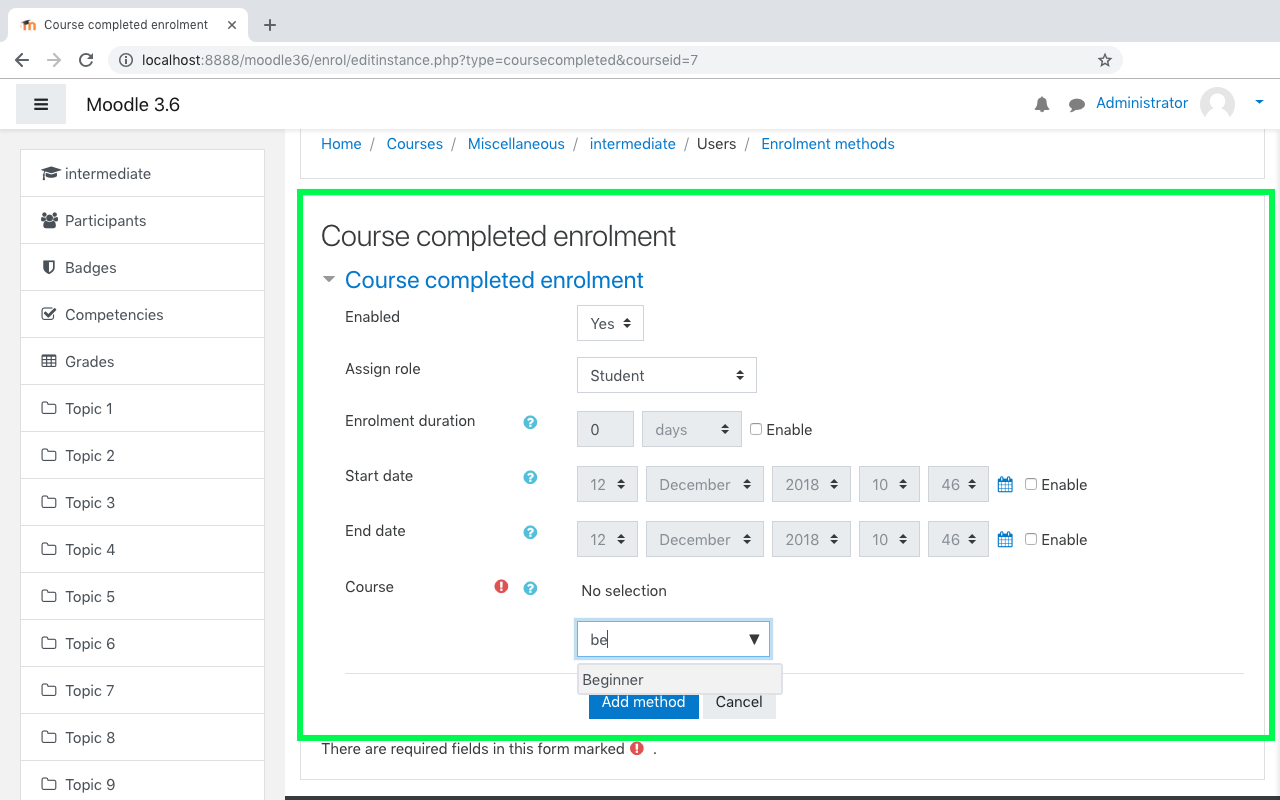 Course completed enrolment
localhost:8888/moodle36/enrol/editinstance.php?type=coursecompleted&courseid=7
Moodle 3.6
Administrator
Home / Courses / Miscellaneous / intermediate / Users / Enrolment methods
intermediate
Participants
Badges
Competencies
Grades
Topic 1
Topic 2
Topic 3
Topic 4
Topic 5
Topic 6
Topic 7
Topic 8
Topic 9
Course completed enrolment
Course completed enrolment
Enabled Yes
Assign role Student
Enrolment duration 0 days Enable
Start date 12 December 2018 10 46 Enable
End date 12 December 2018 10 46 Enable
Course No selection
be
Beginner
Add method Cancel
There are required fields in this form marked .